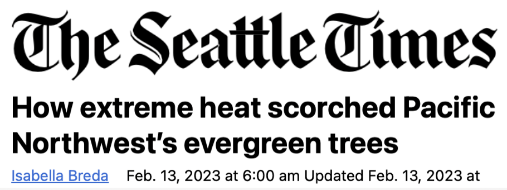 The Seattle Times
How extreme heat scorched Pacific
Northwest's evergreen trees
Isabella Breda Feb. 13, 2023 at 6:00 am Updated Feb. 13, 2023 at